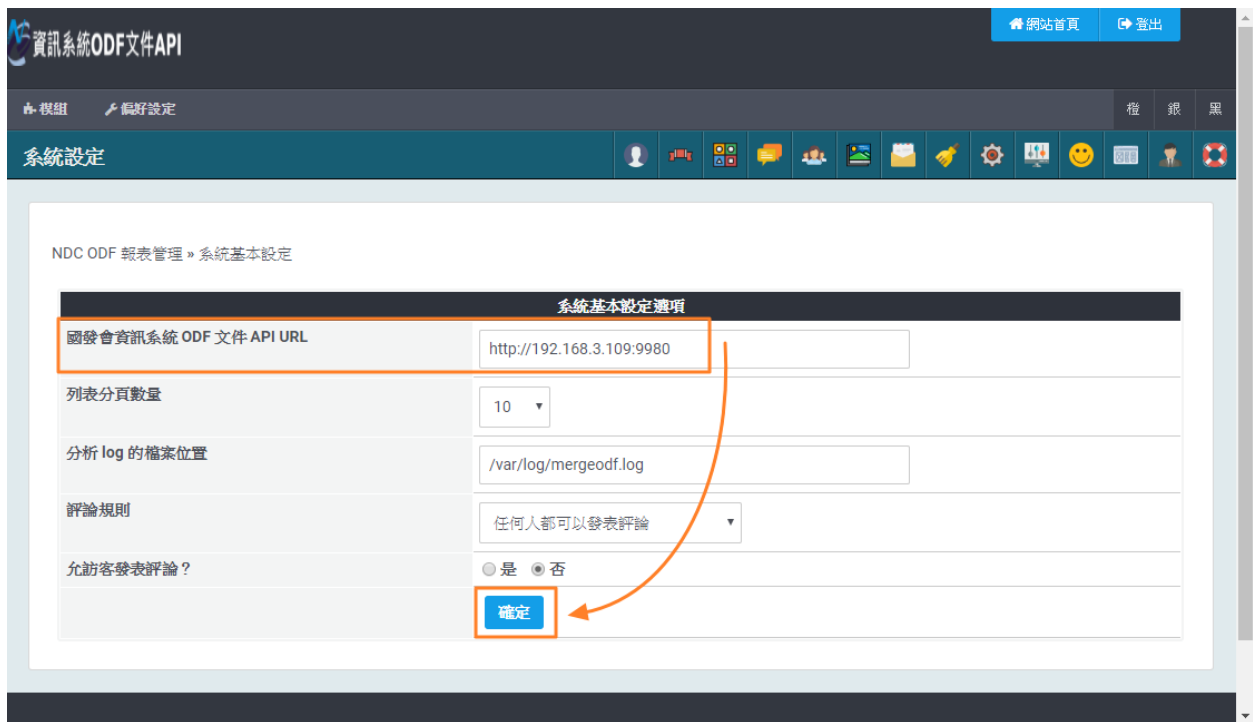 網站首頁 登出
資訊系統ODF文件API
模組 偏好設定 橙 銀 黑
系統設定
NDC ODF 報表管理 » 系統基本設定
系統基本設定選項
國發會資訊系統 ODF 文件 API URL http://192.168.3.109:9980
列表分頁數量 10
分析 log 的檔案位置 /var/log/mergeodf.log
評論規則 任何人都可以發表評論
允訪客發表評論? 是 否
確定